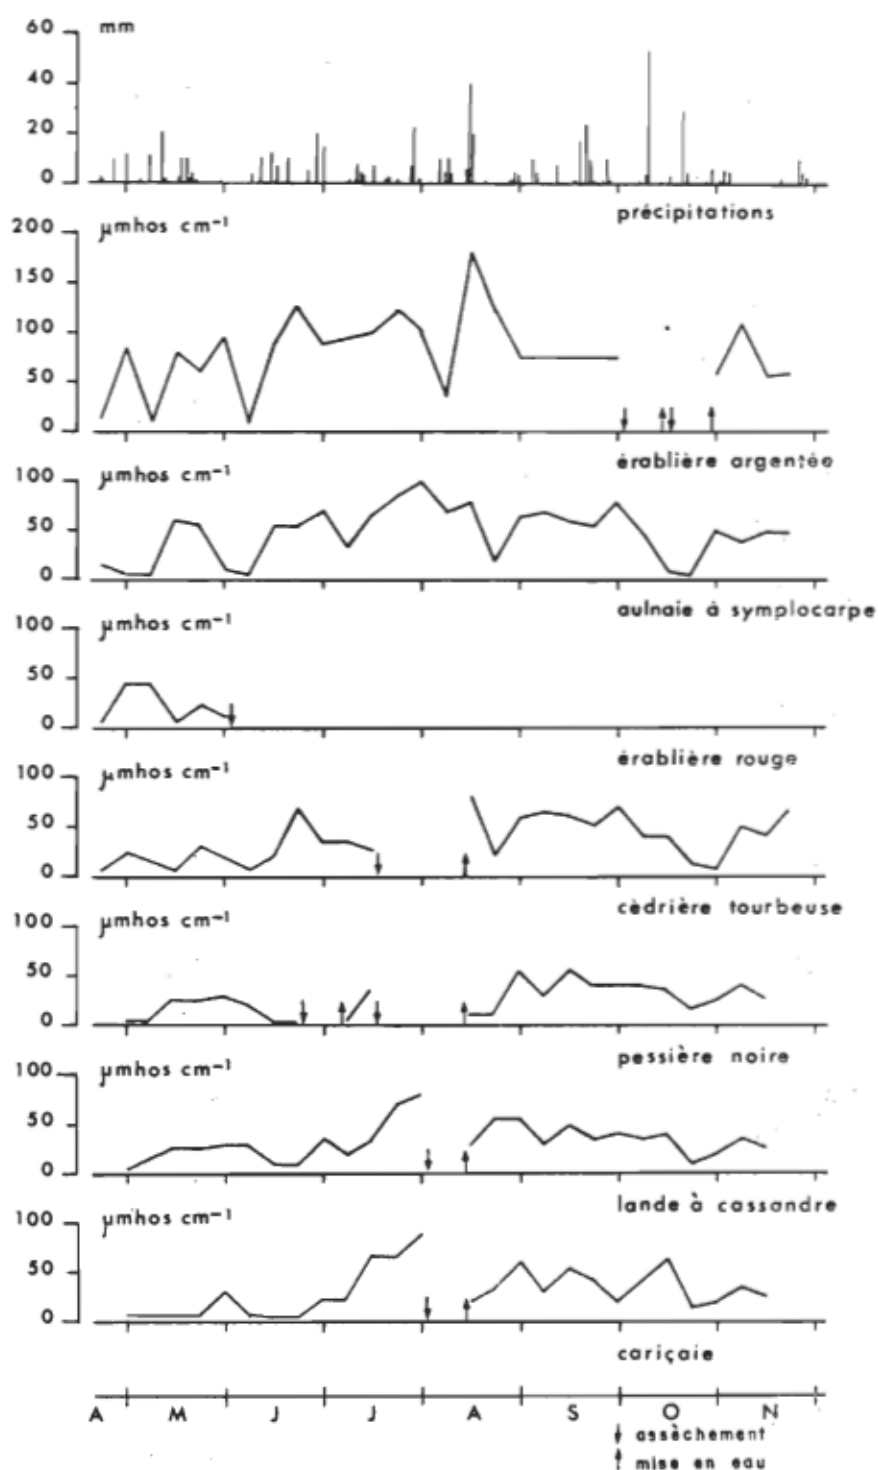 mm
60
40
20
0
précipitations
µmhos cm⁻¹
200
150
100
50
0
érablière argentée
µmhos cm⁻¹
100
50
0
aulnaie à symplocarpe
µmhos cm⁻¹
100
50
0
érablière rouge
µmhos cm⁻¹
100
50
0
cèdrière tourbeuse
µmhos cm⁻¹
100
50
0
pessière noire
µmhos cm⁻¹
100
50
0
lande à cassandre
µmhos cm⁻¹
100
50
0
cariçaie
A M J J A S O N
↓ assèchement
↑ mise en eau